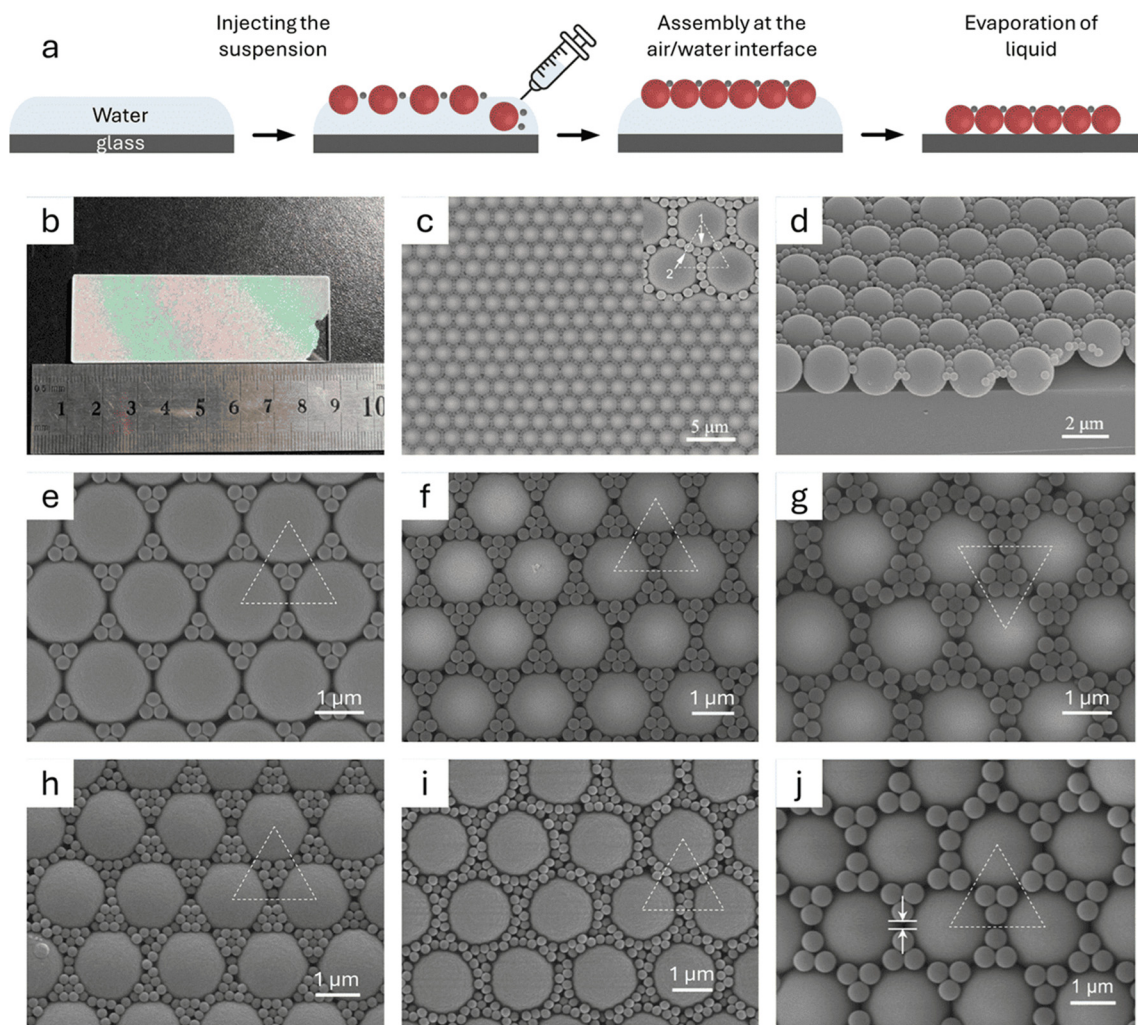 a
Injecting the
suspension
Assembly at the
air/water interface
Evaporation of
liquid
Water
glass
b
1 2 3 4 5 6 7 8 9 10
c
1
2
5 μm
d
2 μm
e
1 μm
f
1 μm
g
1 μm
h
1 μm
i
1 μm
j
1 μm